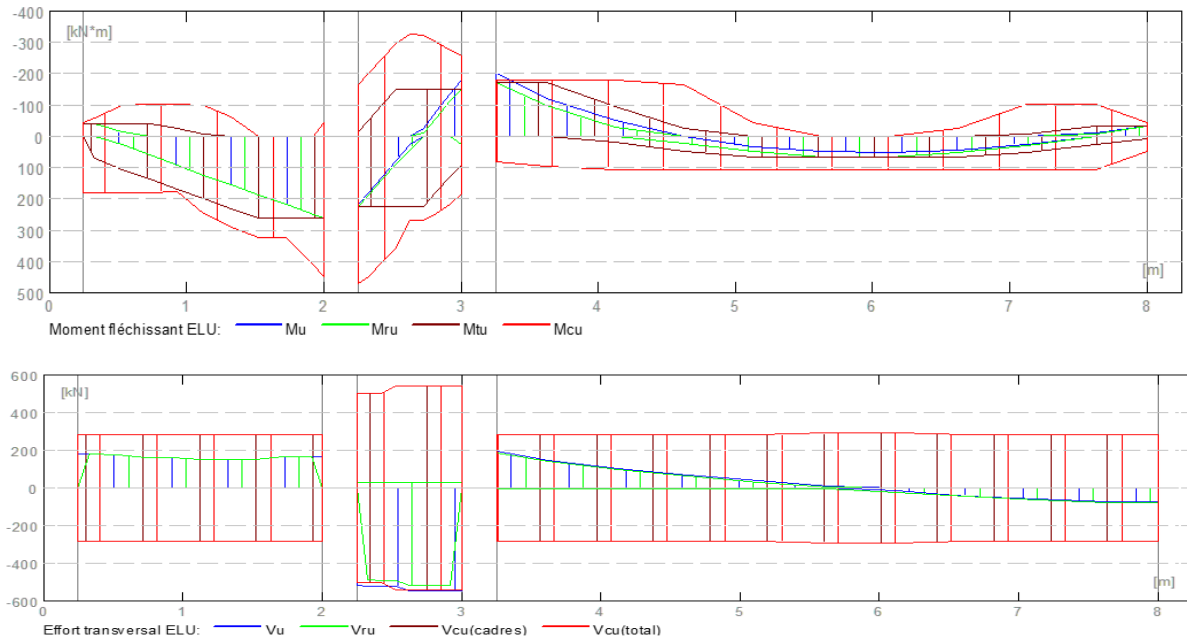 -400
[kN*m]
-300
-200
-100
0
100
200
300
400
[m]
500
0 1 2 3 4 5 6 7 8
Moment fléchissant ELU: Mu Mru Mtu Mcu
600
[kN]
400
200
0
-200
-400
[m]
-600
0 1 2 3 4 5 6 7 8
Effort transversal ELU: Vu Vru Vcu(cadres) Vcu(total)